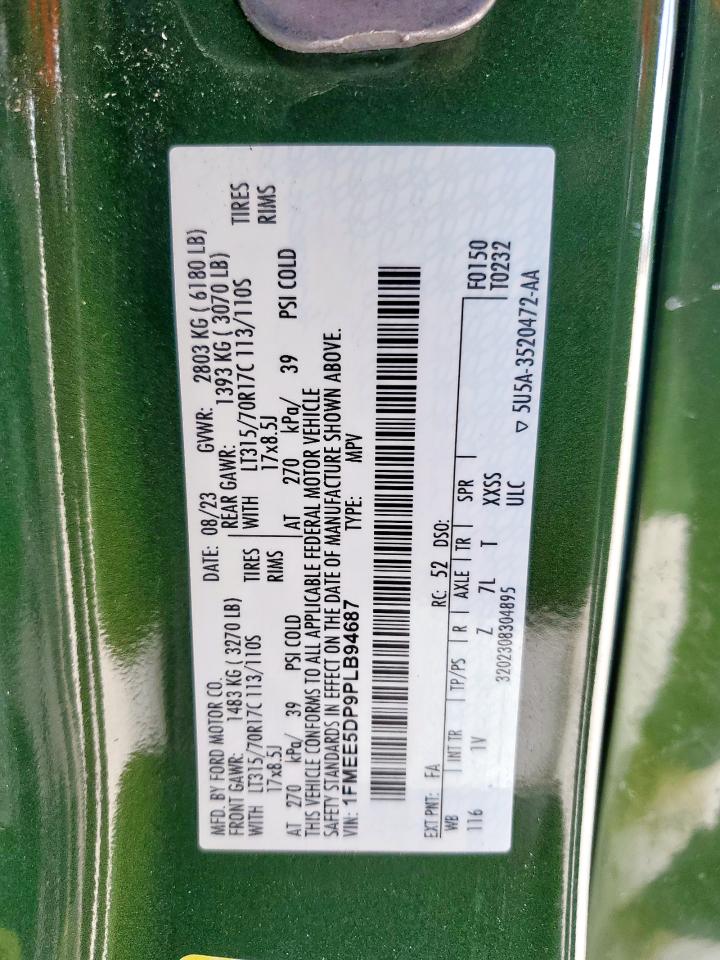 MFD. BY FORD MOTOR CO. DATE: 08/23 GVWR: 2803 KG ( 6180 LB)
FRONT GAWR: 1483 KG ( 3270 LB) REAR GAWR: 1393 KG ( 3070 LB)
WITH LT315/70R17C 113/110S TIRES WITH LT315/70R17C 113/110S TIRES
17x8.5J RIMS 17x8.5J RIMS
AT 270 kPa/ 39 PSI COLD AT 270 kPa/ 39 PSI COLD
THIS VEHICLE CONFORMS TO ALL APPLICABLE FEDERAL MOTOR VEHICLE
SAFETY STANDARDS IN EFFECT ON THE DATE OF MANUFACTURE SHOWN ABOVE.
VIN: 1FMEE5DP9PLB94687 TYPE: MPV
EXT PNT: FA RC: 52 DSO: F0150
WB INT TR TP/PS R AXLE TR SPR T0232
116 1V Z 7L T XXSS
ULC ▽ 5U5A-3520472-AA
3202308304895